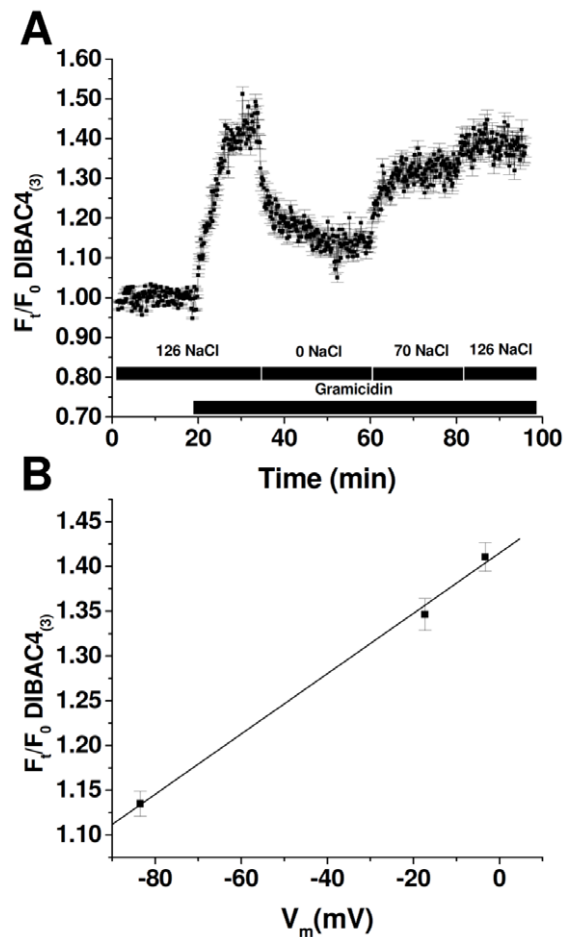 A
1.60
1.50
1.40
1.30
1.20
1.10
1.00
0.90
0.80
0.70
Ft/F0 DIBAC4(3)
126 NaCl 0 NaCl 70 NaCl 126 NaCl
Gramicidin
0 20 40 60 80 100
Time (min)
B
1.45
1.40
1.35
1.30
1.25
1.20
1.15
1.10
Ft/F0 DIBAC4(3)
-80 -60 -40 -20 0
Vm(mV)